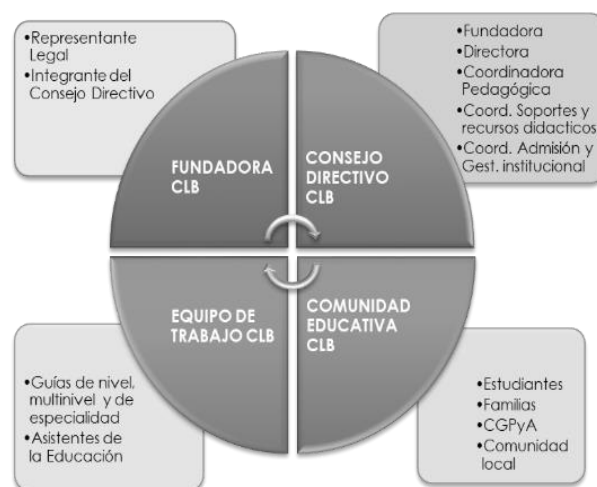 •Representante
Legal
•Integrante del
Consejo Directivo
•Fundadora
•Directora
•Coordinadora
Pedagógica
•Coord. Soportes y
recursos didacticos
•Coord. Admisión y
Gest. institucional
FUNDADORA
CLB
CONSEJO
DIRECTIVO
CLB
EQUIPO DE
TRABAJO CLB
COMUNIDAD
EDUCATIVA
CLB
•Guías de nivel,
multinivel y de
especialidad
•Asistentes de
la Educación
•Estudiantes
•Familias
•CGPyA
•Comunidad
local